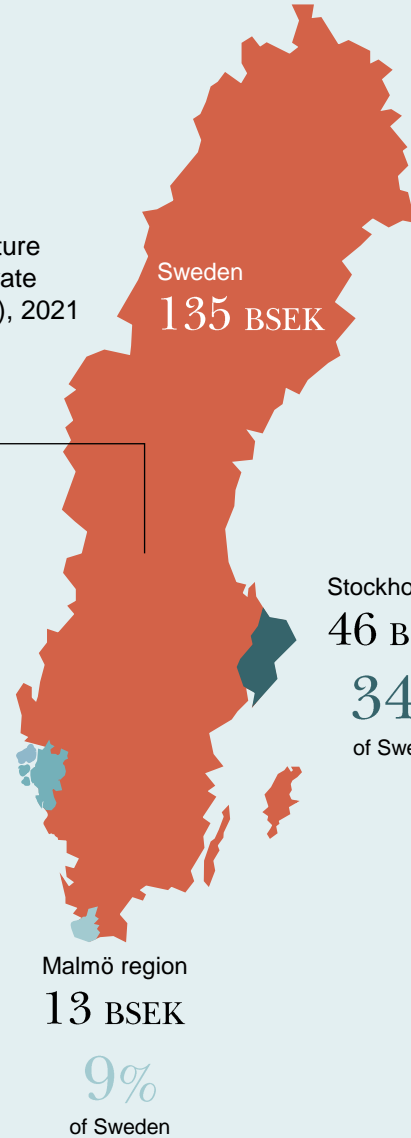 ture
ate
), 2021
Sweden
135 BSEK
Stockho
46 B
34
of Swe
Malmö region
13 BSEK
9%
of Sweden